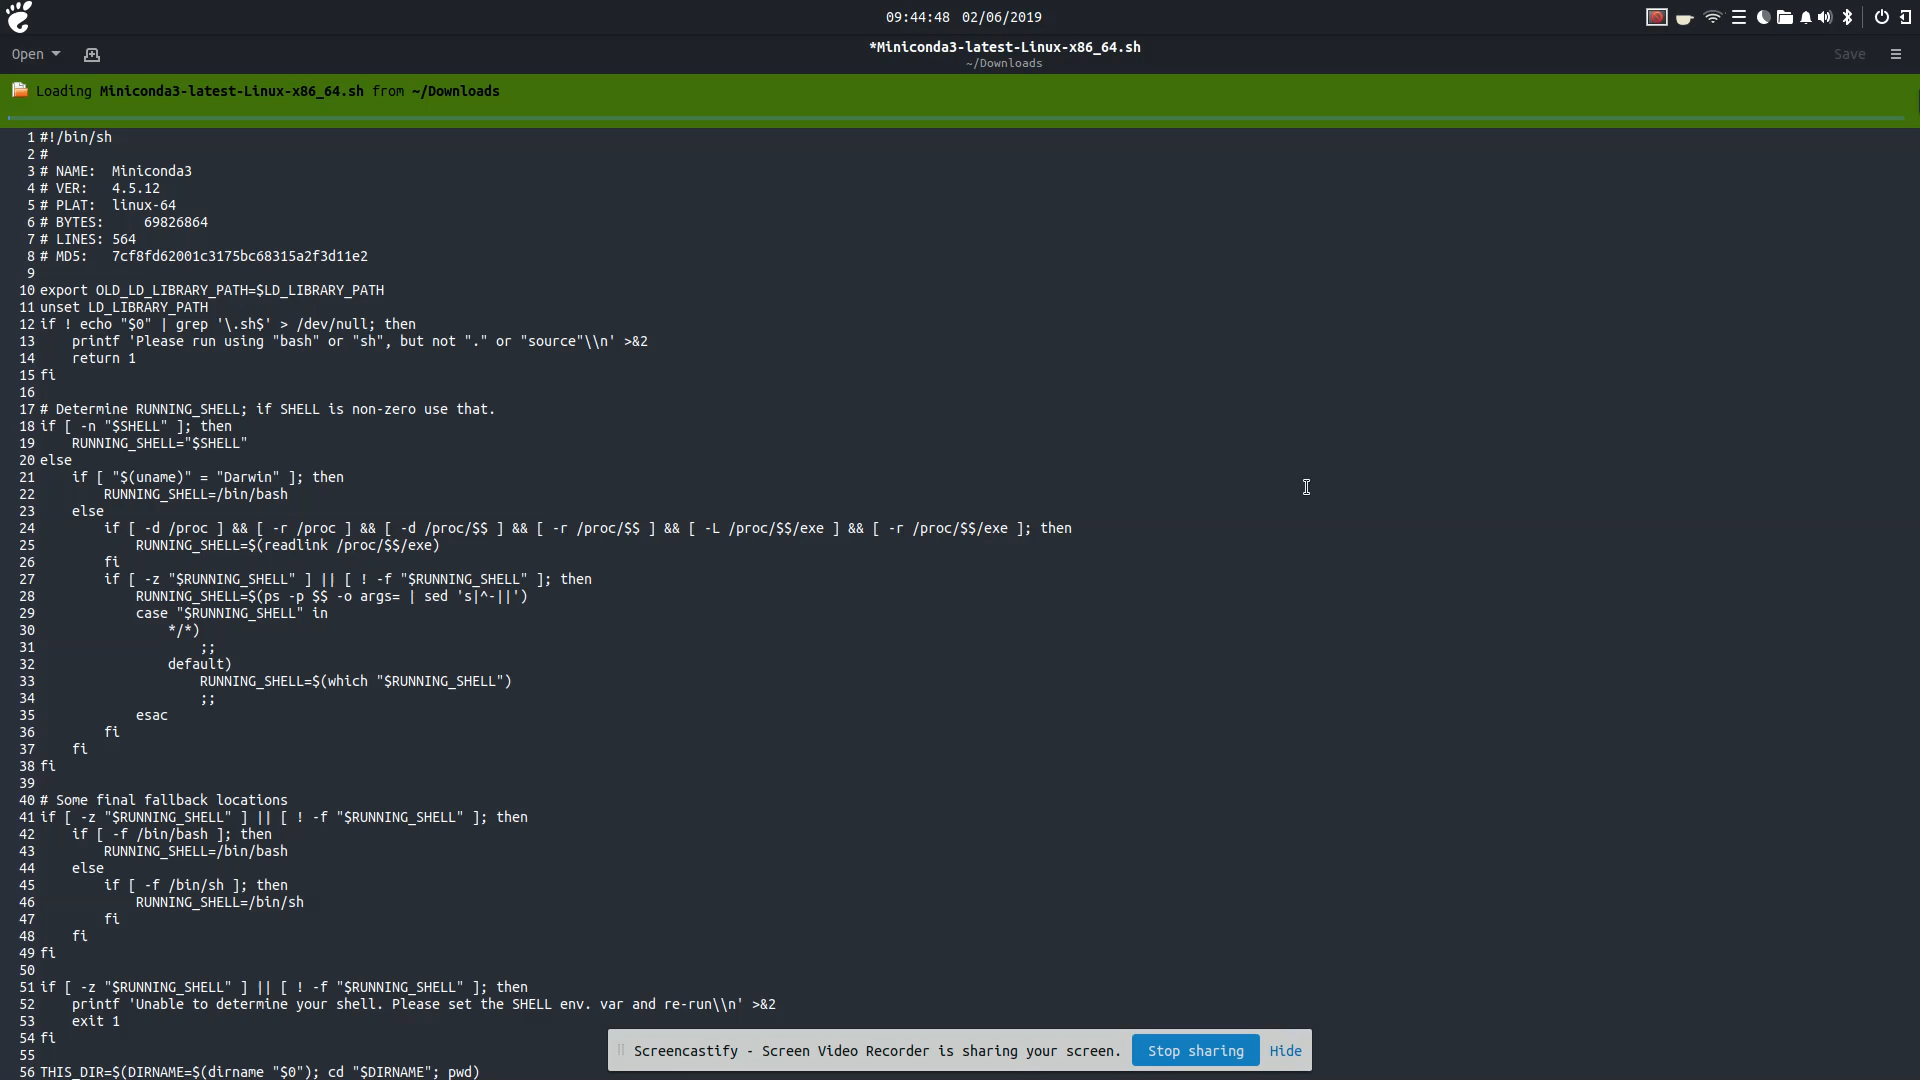 09:44:48 02/06/2019
Open
*Miniconda3-latest-Linux-x86_64.sh
~/Downloads
Save
Loading Miniconda3-latest-Linux-x86_64.sh from ~/Downloads
1 #!/bin/sh
2 #
3 # NAME:  Miniconda3
4 # VER:   4.5.12
5 # PLAT:  linux-64
6 # BYTES:     69826864
7 # LINES: 564
8 # MD5:   7cf8fd62001c3175bc68315a2f3d11e2
9
10 export OLD_LD_LIBRARY_PATH=$LD_LIBRARY_PATH
11 unset LD_LIBRARY_PATH
12 if ! echo "$0" | grep '\.sh$' > /dev/null; then
13     printf 'Please run using "bash" or "sh", but not "." or "source"\\n' >&2
14     return 1
15 fi
16
17 # Determine RUNNING_SHELL; if SHELL is non-zero use that.
18 if [ -n "$SHELL" ]; then
19     RUNNING_SHELL="$SHELL"
20 else
21     if [ "$(uname)" = "Darwin" ]; then
22         RUNNING_SHELL=/bin/bash
23     else
24         if [ -d /proc ] && [ -r /proc ] && [ -d /proc/$$ ] && [ -r /proc/$$ ] && [ -L /proc/$$/exe ] && [ -r /proc/$$/exe ]; then
25             RUNNING_SHELL=$(readlink /proc/$$/exe)
26         fi
27         if [ -z "$RUNNING_SHELL" ] || [ ! -f "$RUNNING_SHELL" ]; then
28             RUNNING_SHELL=$(ps -p $$ -o args= | sed 's|^-||')
29             case "$RUNNING_SHELL" in
30                 */*)
31                     ;;
32                 default)
33                     RUNNING_SHELL=$(which "$RUNNING_SHELL")
34                     ;;
35             esac
36         fi
37     fi
38 fi
39
40 # Some final fallback locations
41 if [ -z "$RUNNING_SHELL" ] || [ ! -f "$RUNNING_SHELL" ]; then
42     if [ -f /bin/bash ]; then
43         RUNNING_SHELL=/bin/bash
44     else
45         if [ -f /bin/sh ]; then
46             RUNNING_SHELL=/bin/sh
47         fi
48     fi
49 fi
50
51 if [ -z "$RUNNING_SHELL" ] || [ ! -f "$RUNNING_SHELL" ]; then
52     printf 'Unable to determine your shell. Please set the SHELL env. var and re-run\\n' >&2
53     exit 1
54 fi
55
56 THIS_DIR=$(DIRNAME=$(dirname "$0"); cd "$DIRNAME"; pwd)
Screencastify - Screen Video Recorder is sharing your screen. Stop sharing Hide